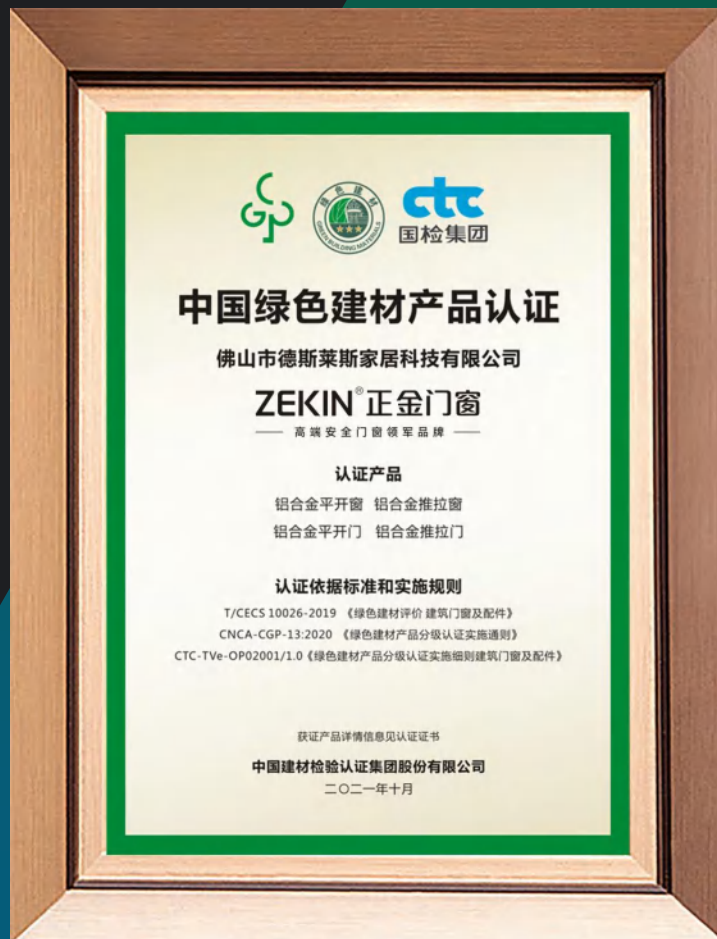 CGP
绿色建材
GREEN BUILDING MATERIALS
ctc
国检集团
中国绿色建材产品认证
佛山市德斯莱斯家居科技有限公司
ZEKIN®正金门窗
高端安全门窗领军品牌
认证产品
铝合金平开窗 铝合金推拉窗
铝合金平开门 铝合金推拉门
认证依据标准和实施规则
T/CECS 10026-2019 《绿色建材评价 建筑门窗及配件》
CNCA-CGP-13:2020 《绿色建材产品分级认证实施通则》
CTC-TVe-OP02001/1.0《绿色建材产品分级认证实施细则建筑门窗及配件》
获证产品详情信息见认证证书
中国建材检验认证集团股份有限公司
二〇二一年十月